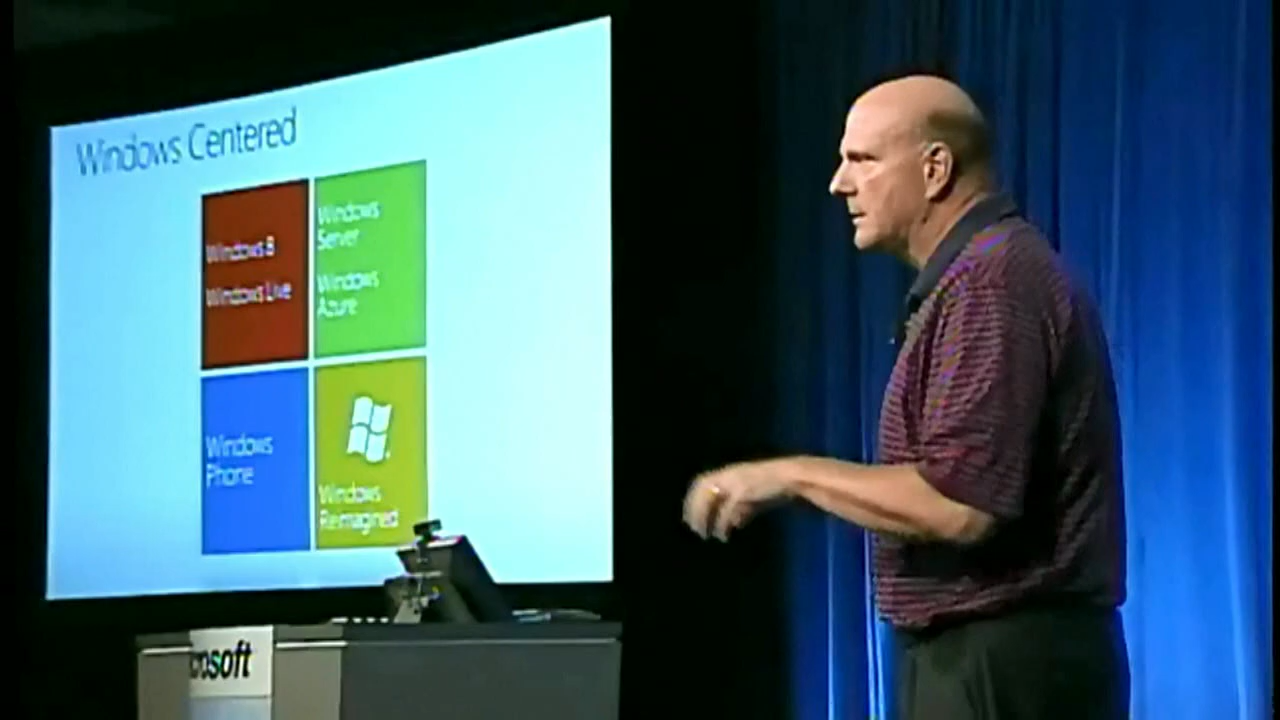 Windows Centered
Windows 8
Windows Live
Windows
Server
Windows
Azure
Windows
Phone
Windows
Reimagined
osoft